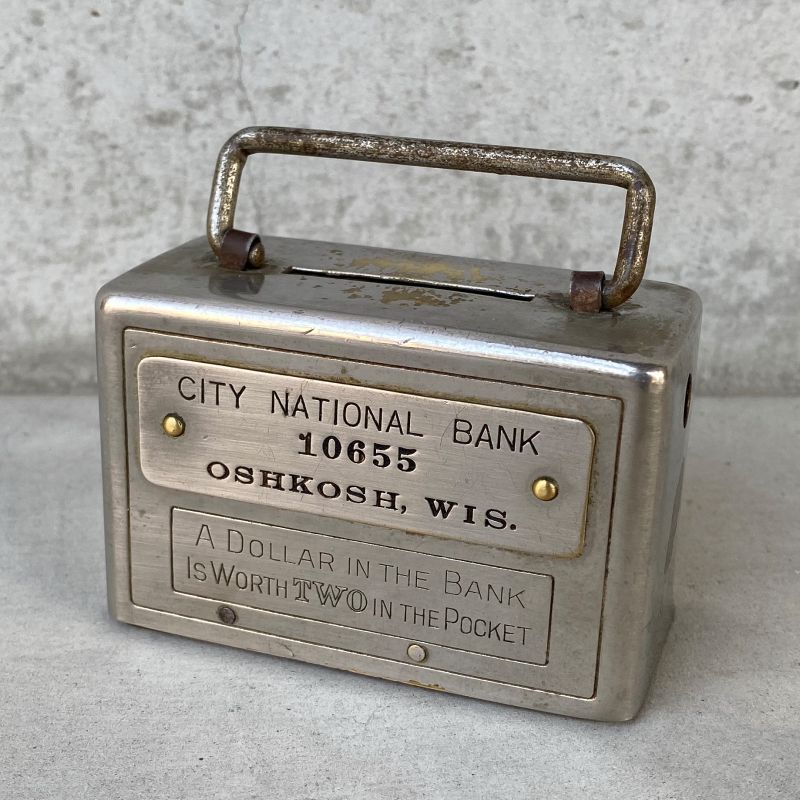 CITY NATIONAL BANK
10655
OSHKOSH, WIS.
A DOLLAR IN THE BANK
IS WORTH TWO IN THE POCKET